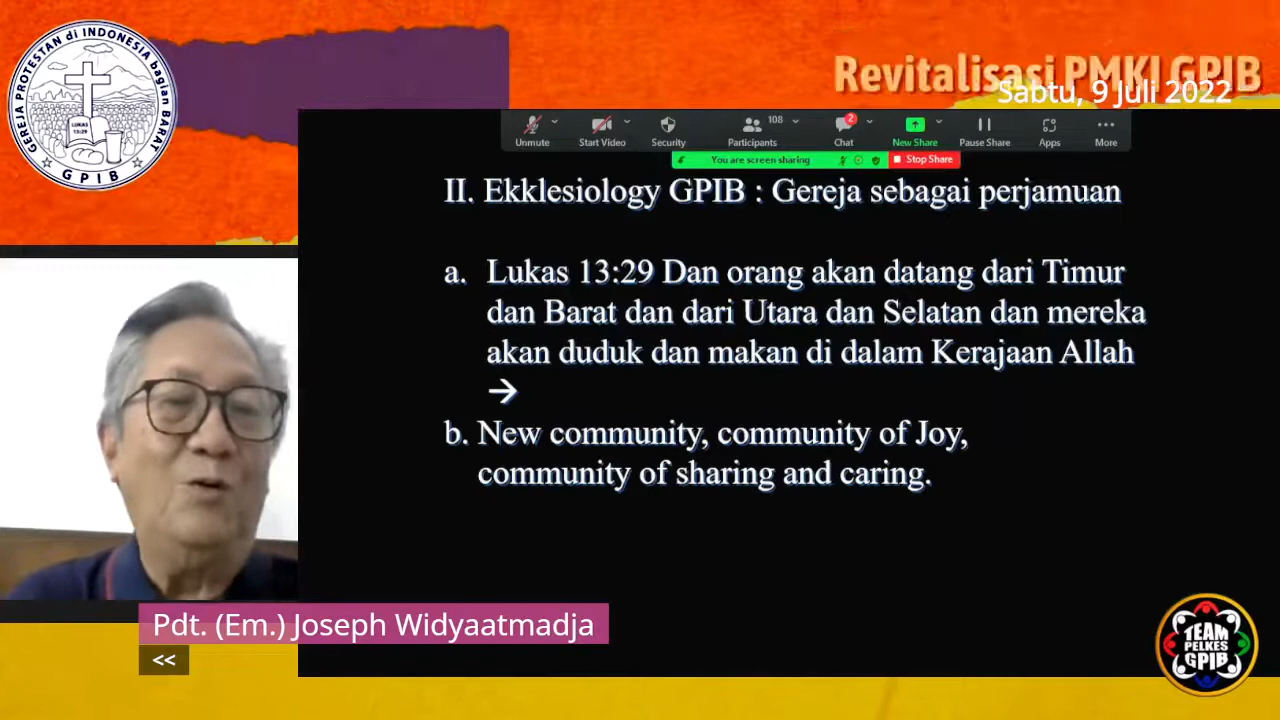 GEREJA PROTESTAN di INDONESIA bagian BARAT
LUKAS
13:29
GPIB
Revitalisasi PMKI GPIB
Sabtu, 9 Juli 2022
Unmute
Start Video
Security
Participants
108
Chat
2
New Share
Pause Share
Apps
More
You are screen sharing
Stop Share
II. Ekklesiology GPIB : Gereja sebagai perjamuan
a. Lukas 13:29 Dan orang akan datang dari Timur
dan Barat dan dari Utara dan Selatan dan mereka
akan duduk dan makan di dalam Kerajaan Allah
→
b. New community, community of Joy,
community of sharing and caring.
Pdt. (Em.) Joseph Widyaatmadja
<<
TEAM
PELKES
GPIB